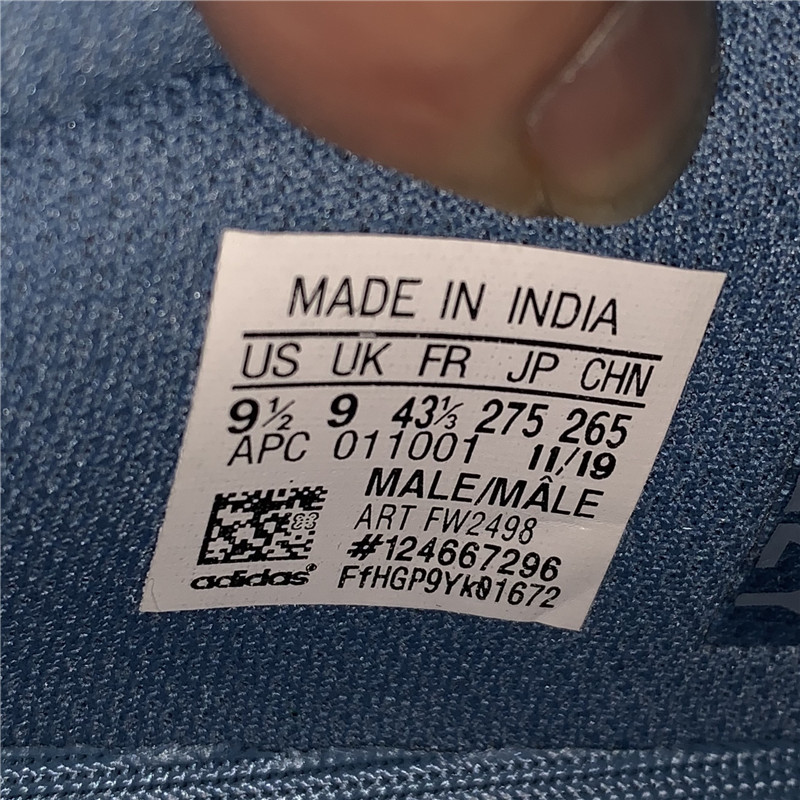 MADE IN INDIA
US UK FR JP CHN
9½ 9 43⅓ 275 265
APC 011001 11/19
MALE/MÂLE
ART FW2498
#124667296
adidas® FfHGP9Yk01672